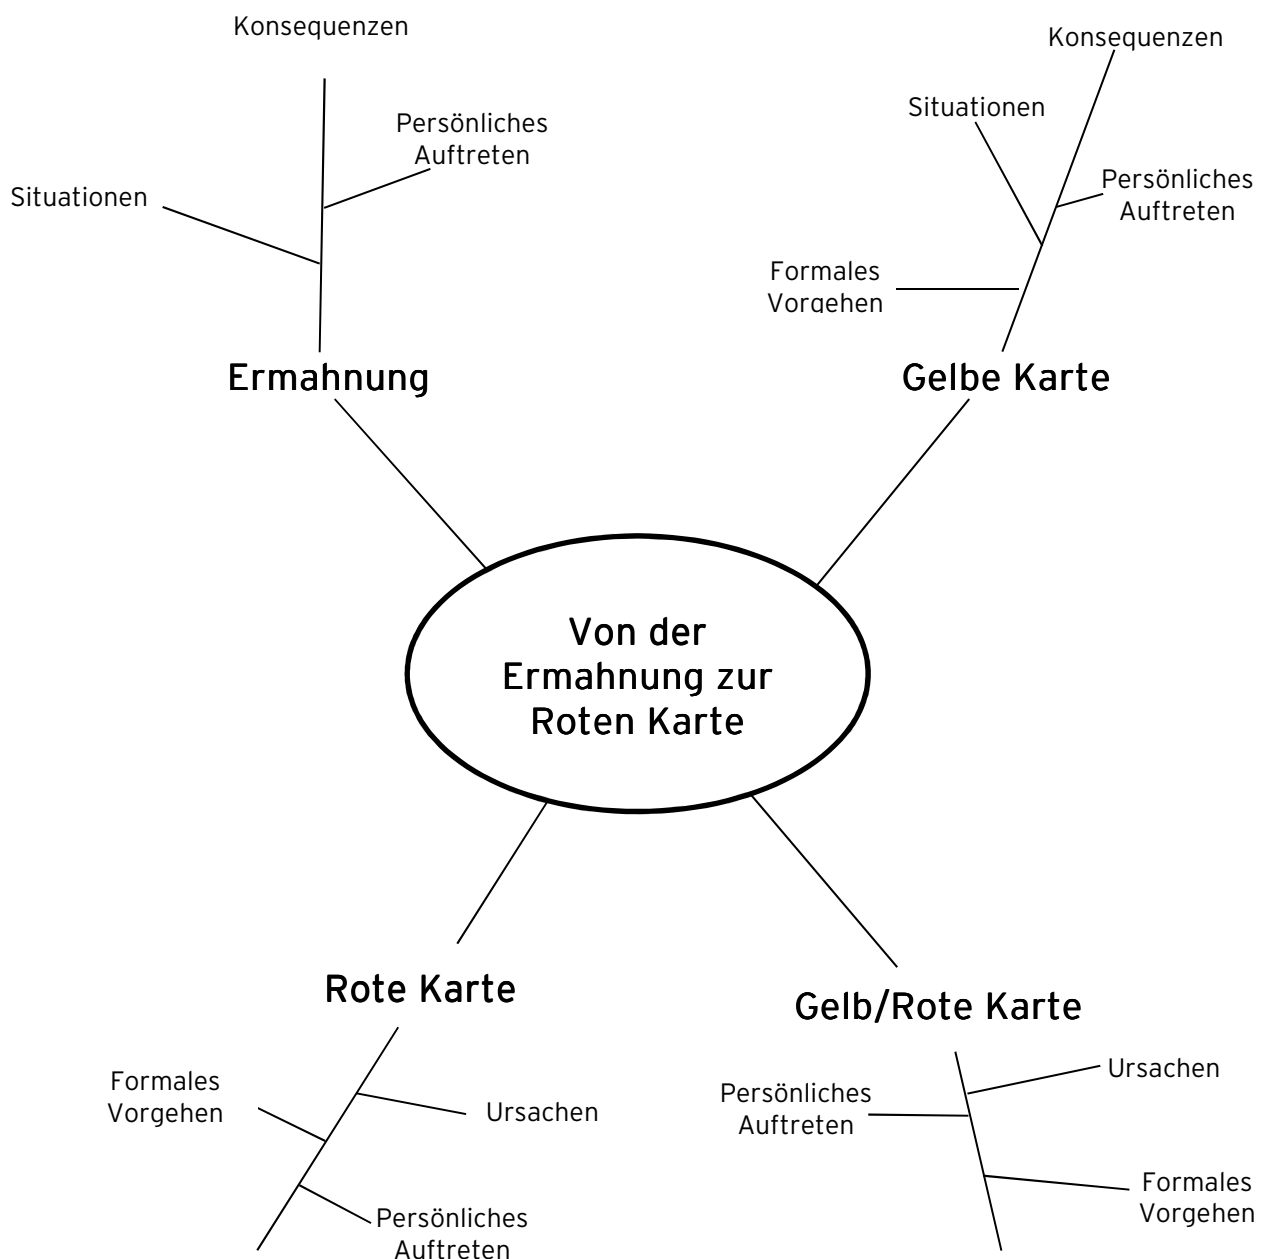 Konsequenzen
Konsequenzen
Situationen
Persönliches
Auftreten
Situationen
Persönliches
Auftreten
Formales
Vorgehen
Ermahnung
Gelbe Karte
Von der
Ermahnung zur
Roten Karte
Rote Karte
Gelb/Rote Karte
Formales
Vorgehen
Ursachen
Persönliches
Auftreten
Persönliches
Auftreten
Ursachen
Formales
Vorgehen